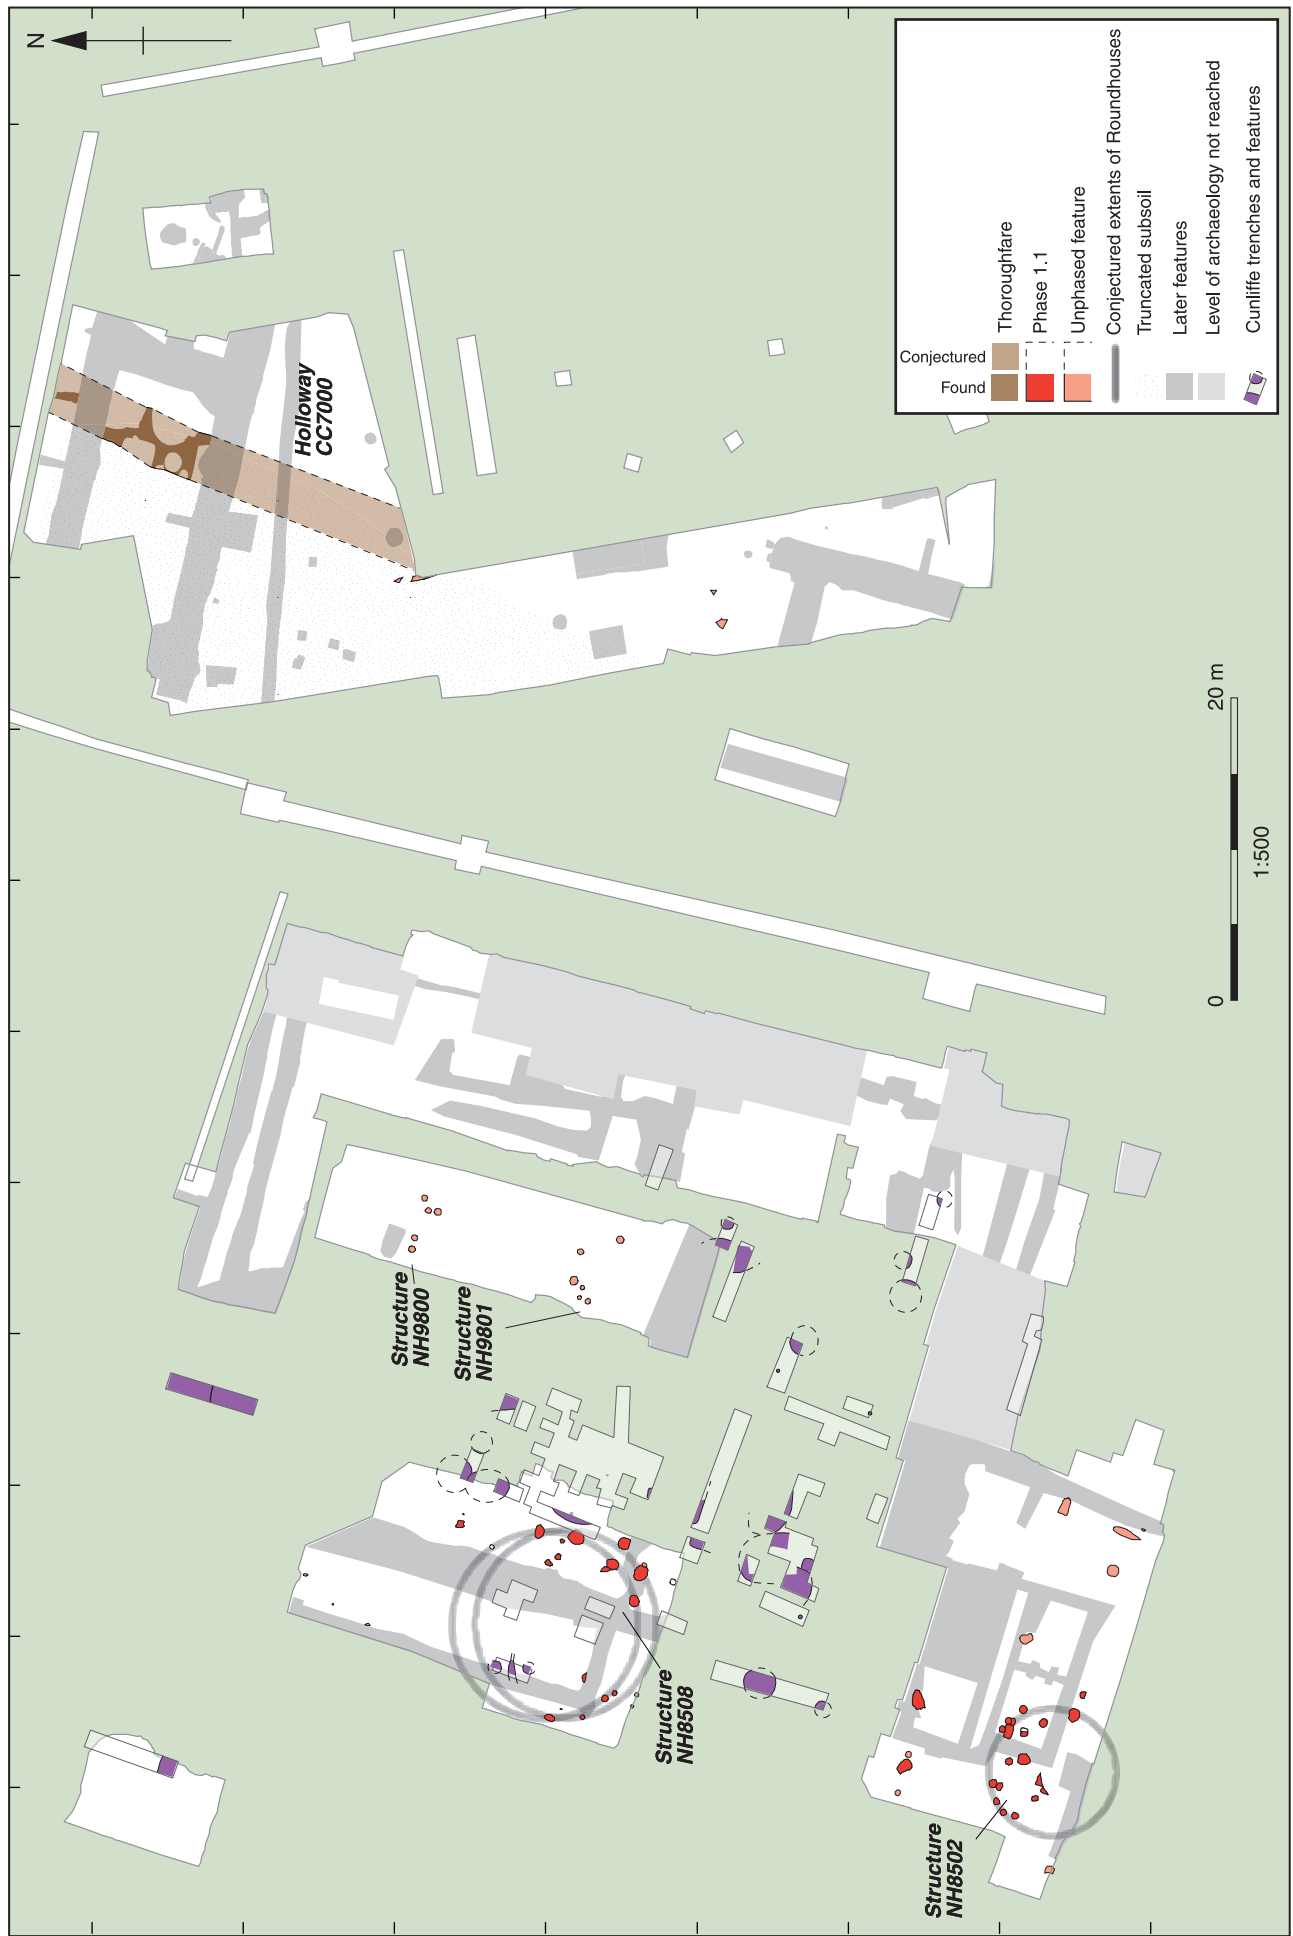 N
Holloway
CC7000
Structure
NH9800
Structure
NH9801
Structure
NH8508
Structure
NH8502
Conjectured
Found
Thoroughfare
Phase 1.1
Unphased feature
Conjectured extents of Roundhouses
Truncated subsoil
Later features
Level of archaeology not reached
Cunliffe trenches and features
0
20 m
1:500